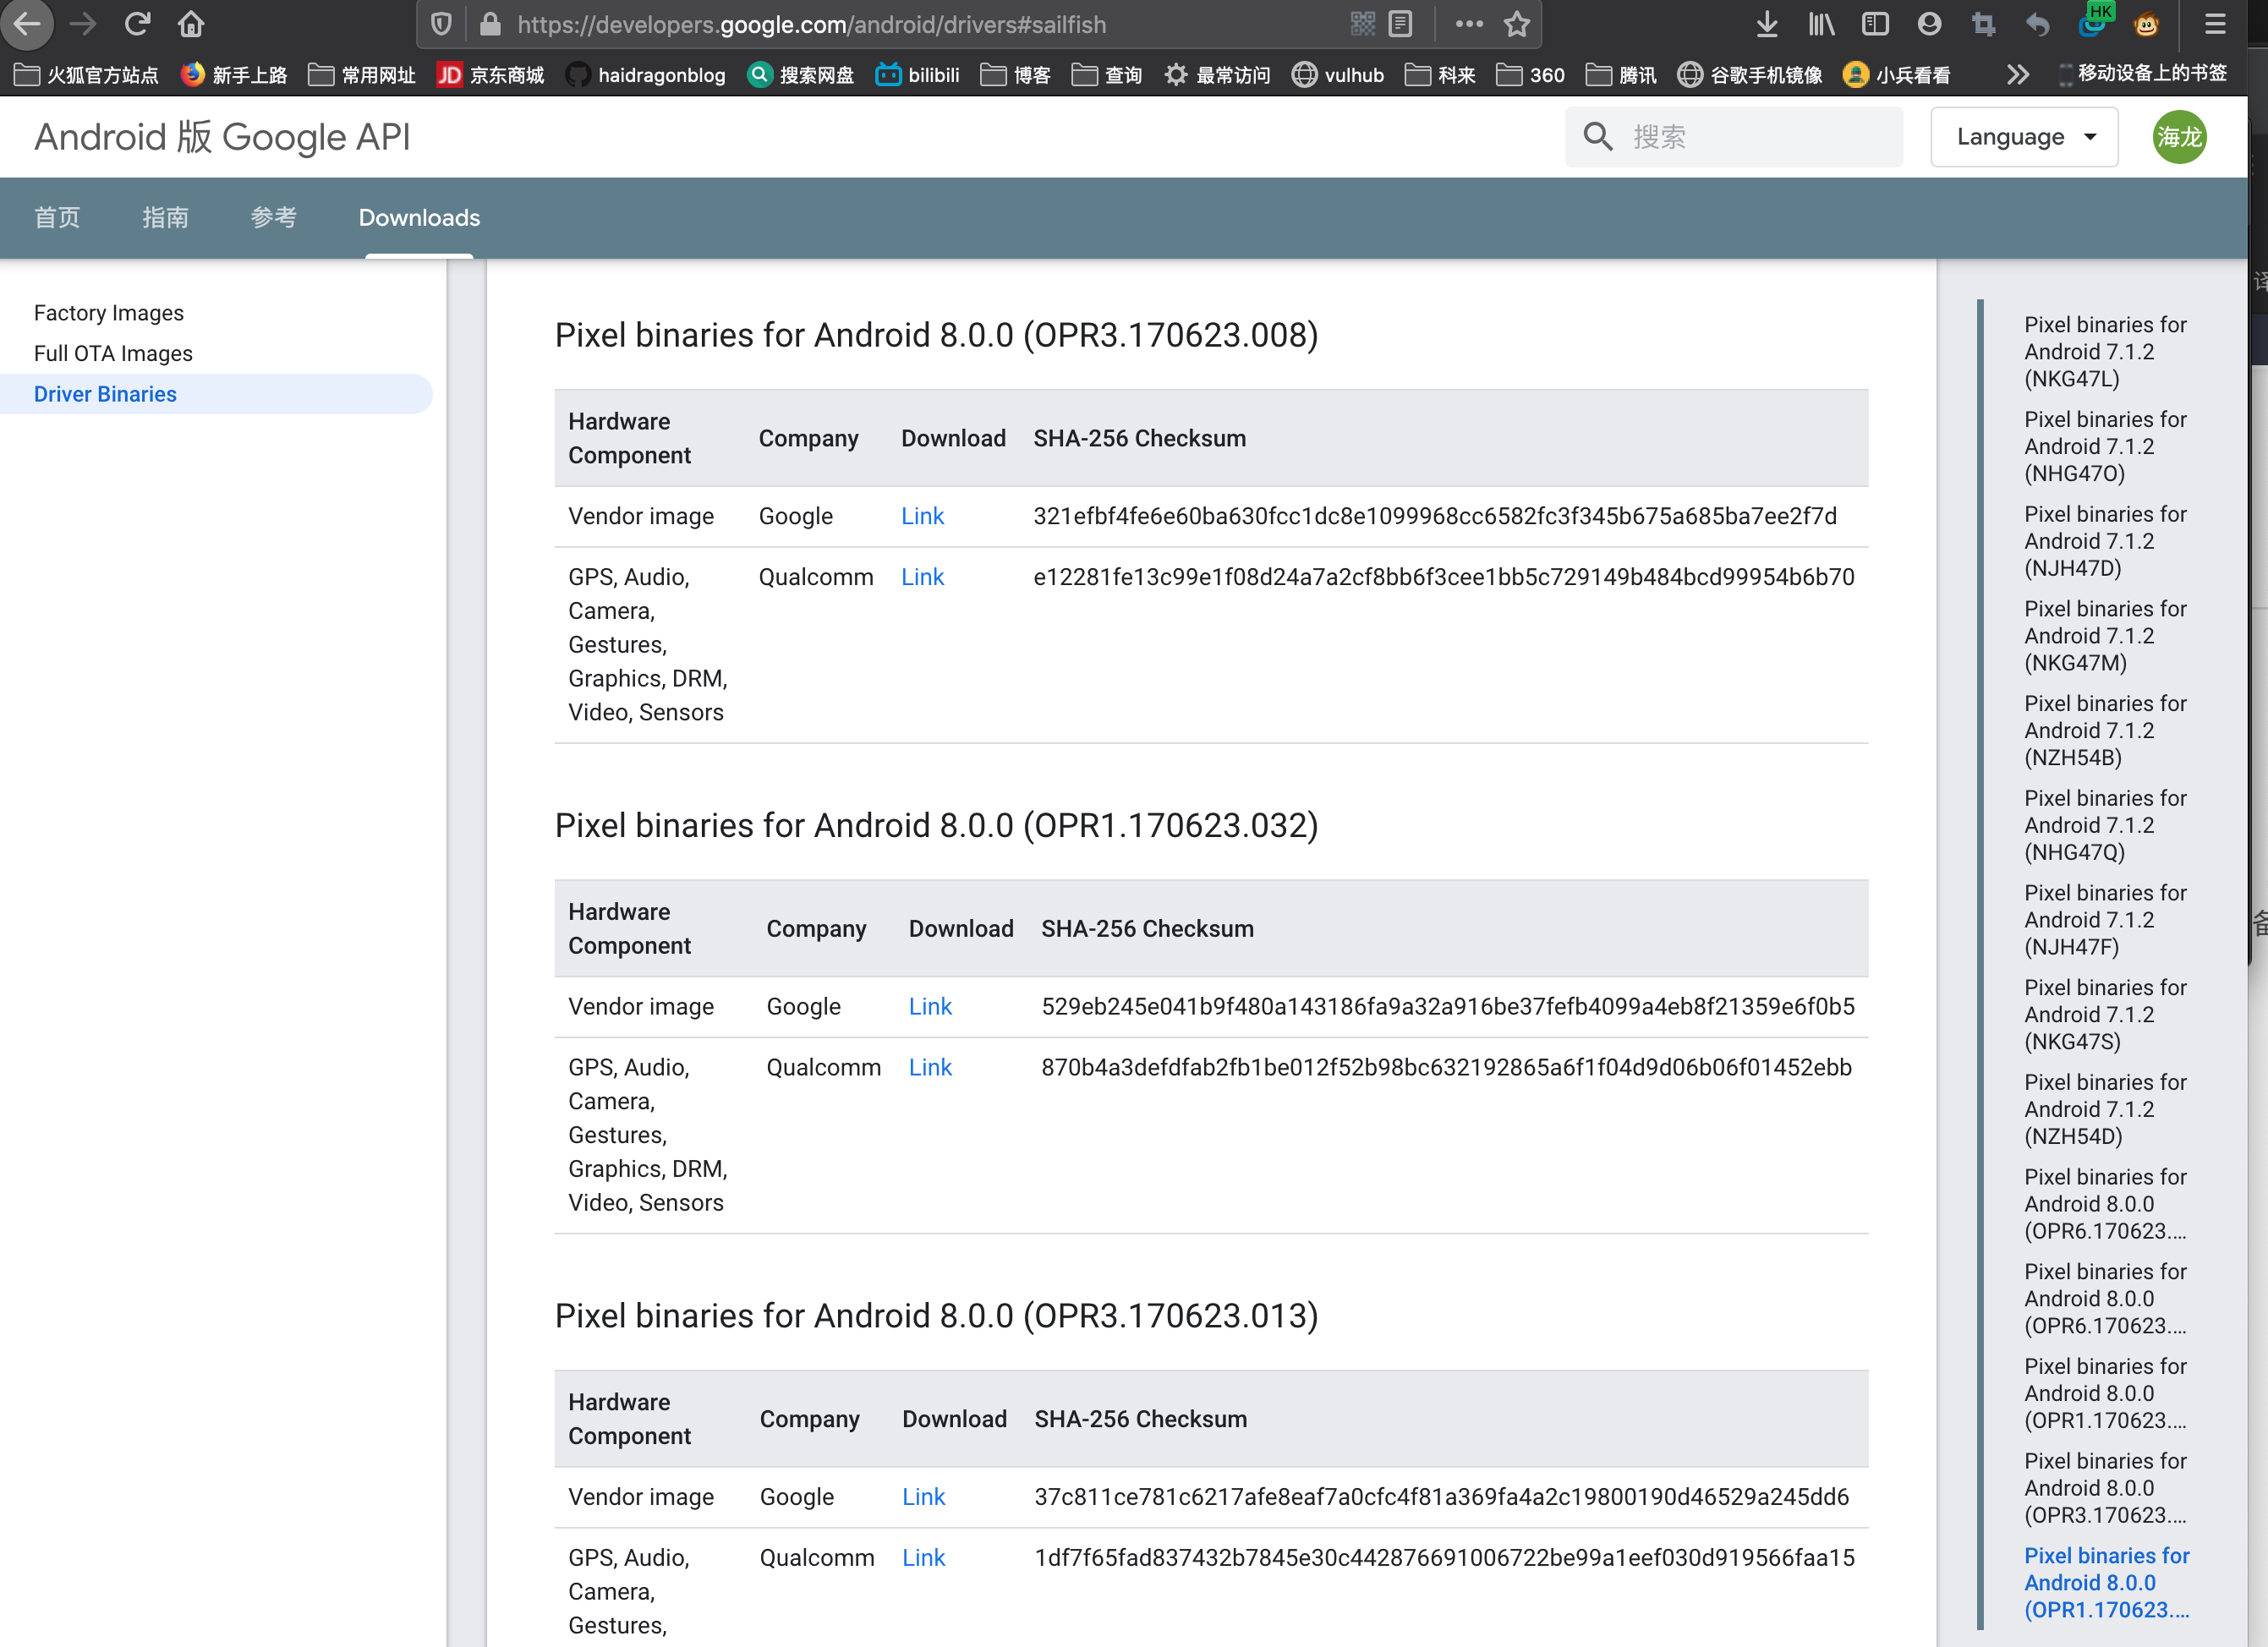 https://developers.google.com/android/drivers#sailfish
HK
火狐官方站点 新手上路 常用网址 JD 京东商城 haidragonblog 搜索网盘 bilibili 博客 查询 最常访问 vulhub 科来 360 腾讯 谷歌手机镜像 小兵看看 移动设备上的书签
Android 版 Google API
搜索
Language
海龙
首页 指南 参考 Downloads
Factory Images
Full OTA Images
Driver Binaries
Pixel binaries for Android 8.0.0 (OPR3.170623.008)
Hardware Component Company Download SHA-256 Checksum
Vendor image Google Link 321efbf4fe6e60ba630fcc1dc8e1099968cc6582fc3f345b675a685ba7ee2f7d
GPS, Audio, Qualcomm Link e12281fe13c99e1f08d24a7a2cf8bb6f3cee1bb5c729149b484bcd99954b6b70
Camera,
Gestures,
Graphics, DRM,
Video, Sensors
Pixel binaries for Android 8.0.0 (OPR1.170623.032)
Hardware Component Company Download SHA-256 Checksum
Vendor image Google Link 529eb245e041b9f480a143186fa9a32a916be37fefb4099a4eb8f21359e6f0b5
GPS, Audio, Qualcomm Link 870b4a3defdfab2fb1be012f52b98bc632192865a6f1f04d9d06b06f01452ebb
Camera,
Gestures,
Graphics, DRM,
Video, Sensors
Pixel binaries for Android 8.0.0 (OPR3.170623.013)
Hardware Component Company Download SHA-256 Checksum
Vendor image Google Link 37c811ce781c6217afe8eaf7a0cfc4f81a369fa4a2c19800190d46529a245dd6
GPS, Audio, Qualcomm Link 1df7f65fad837432b7845e30c442876691006722be99a1eef030d919566faa15
Camera,
Gestures,
Pixel binaries for
Android 7.1.2
(NKG47L)
Pixel binaries for
Android 7.1.2
(NHG47O)
Pixel binaries for
Android 7.1.2
(NJH47D)
Pixel binaries for
Android 7.1.2
(NKG47M)
Pixel binaries for
Android 7.1.2
(NZH54B)
Pixel binaries for
Android 7.1.2
(NHG47Q)
Pixel binaries for
Android 7.1.2
(NJH47F)
Pixel binaries for
Android 7.1.2
(NKG47S)
Pixel binaries for
Android 7.1.2
(NZH54D)
Pixel binaries for
Android 8.0.0
(OPR6.170623.…
Pixel binaries for
Android 8.0.0
(OPR6.170623.…
Pixel binaries for
Android 8.0.0
(OPR1.170623.…
Pixel binaries for
Android 8.0.0
(OPR3.170623.…
Pixel binaries for
Android 8.0.0
(OPR1.170623.…